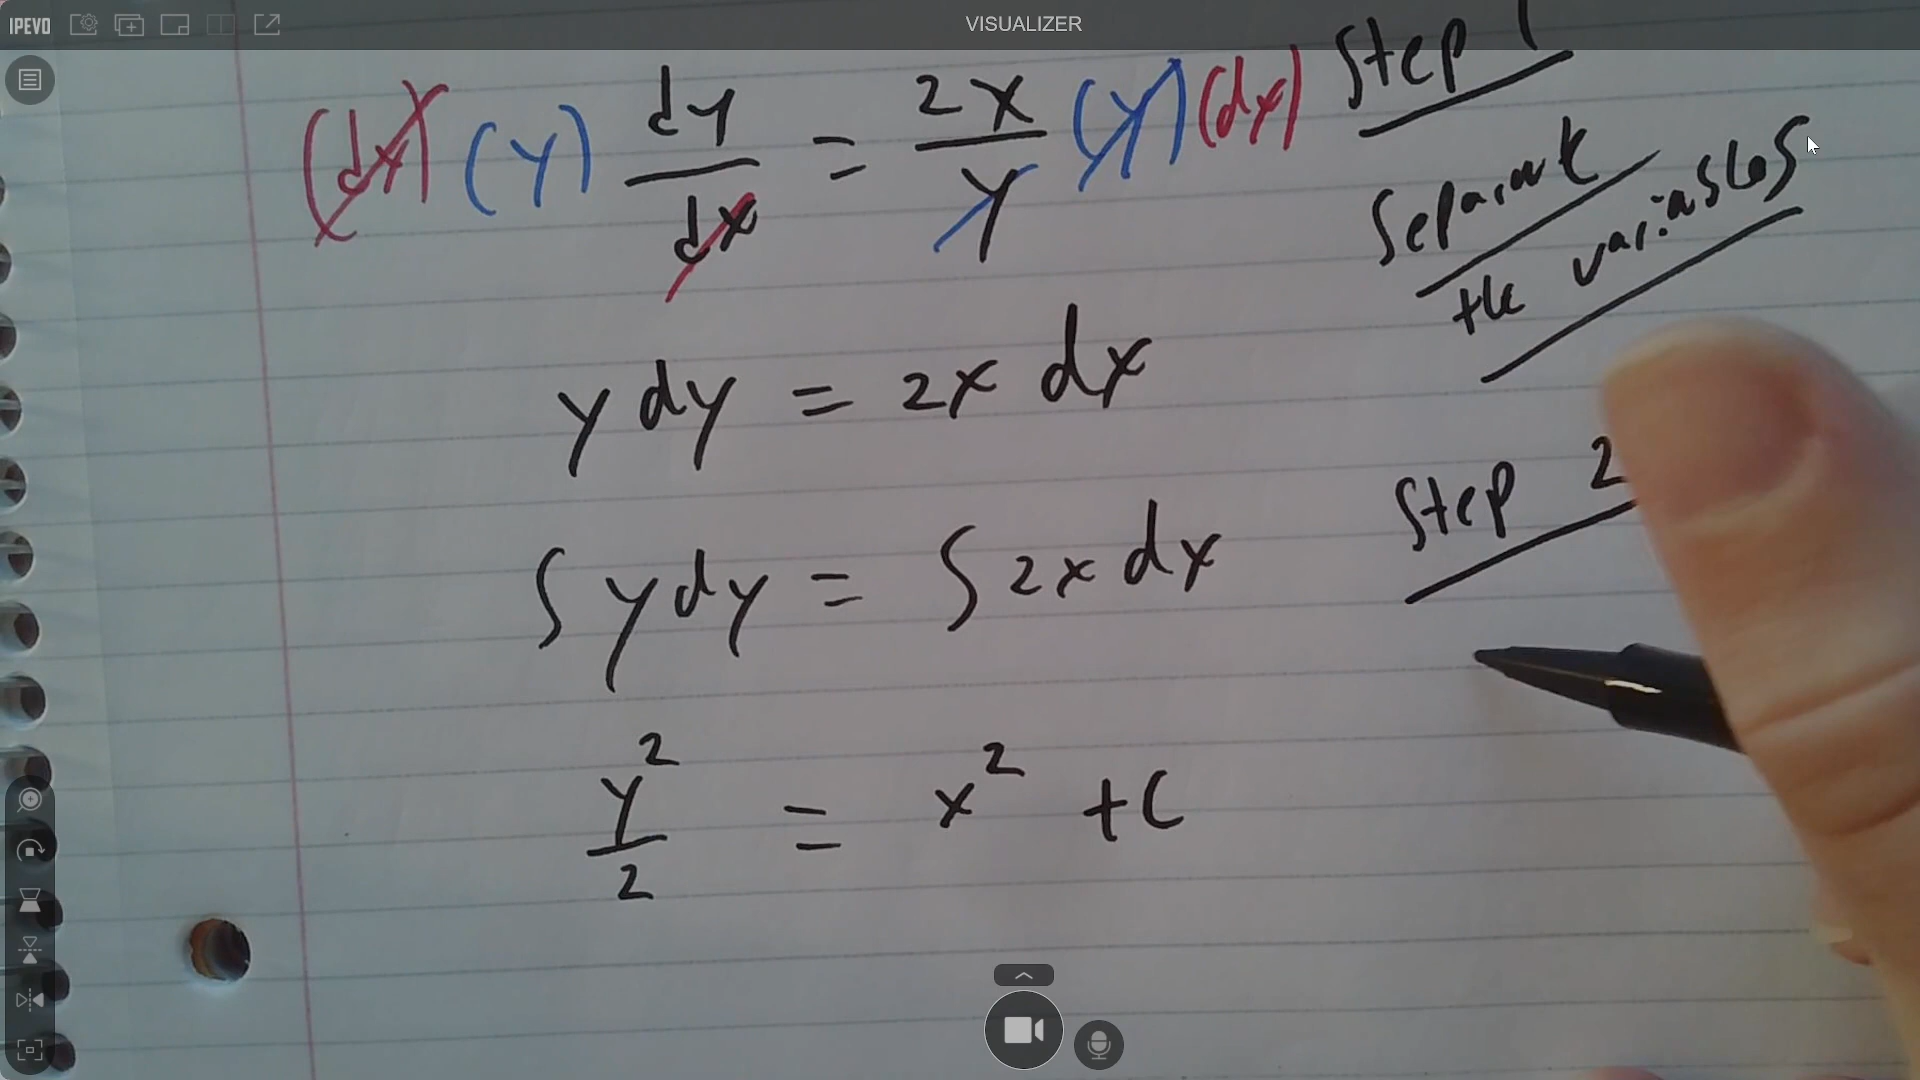 IPEVO VISUALIZER
Step 1
(dx) (y) dy/dx = 2x/y (y) (dx)
Separate
the variables
y dy = 2x dx
Step 2
∫ y dy = ∫ 2x dx
y²/2 = x² + C